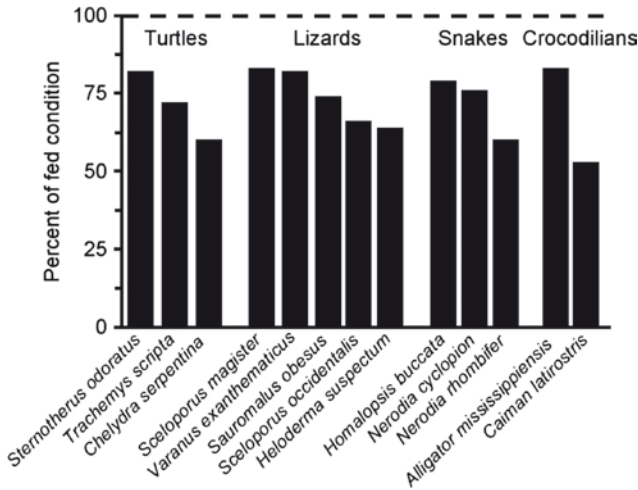 Percent of fed condition
100
75
50
25
0
Turtles
Lizards
Snakes
Crocodilians
Sternotherus odoratus
Trachemys scripta
Chelydra serpentina
Sceloporus magister
Varanus exanthematicus
Sauromalus obesus
Sceloporus occidentalis
Heloderma suspectum
Homalopsis buccata
Nerodia cyclopion
Nerodia rhombifer
Alligator mississippiensis
Caiman latirostris